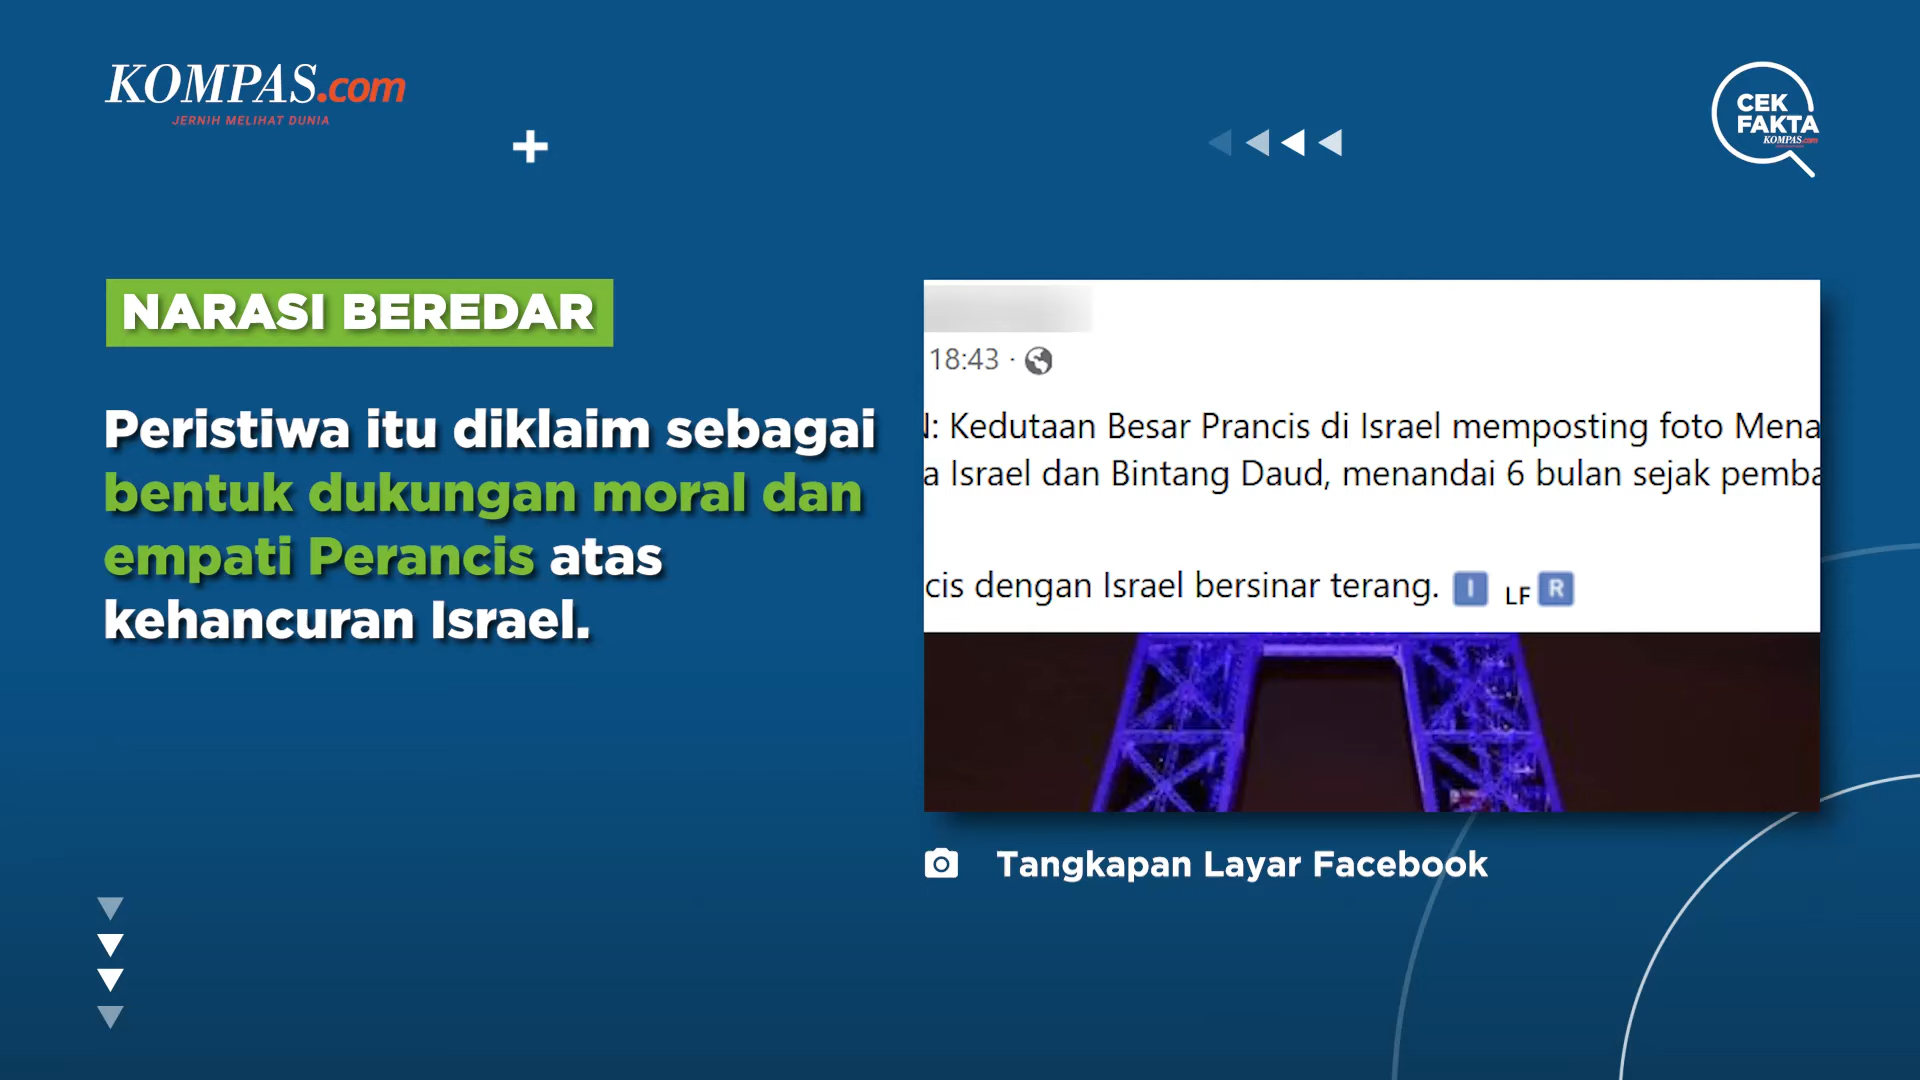 KOMPAS.com
JERNIH MELIHAT DUNIA
CEK
FAKTA
KOMPAS.com
NARASI BEREDAR
Peristiwa itu diklaim sebagai
bentuk dukungan moral dan
empati Perancis atas
kehancuran Israel.
18:43 ·
: Kedutaan Besar Prancis di Israel memposting foto Mena
a Israel dan Bintang Daud, menandai 6 bulan sejak pemba
cis dengan Israel bersinar terang. I LF R
Tangkapan Layar Facebook